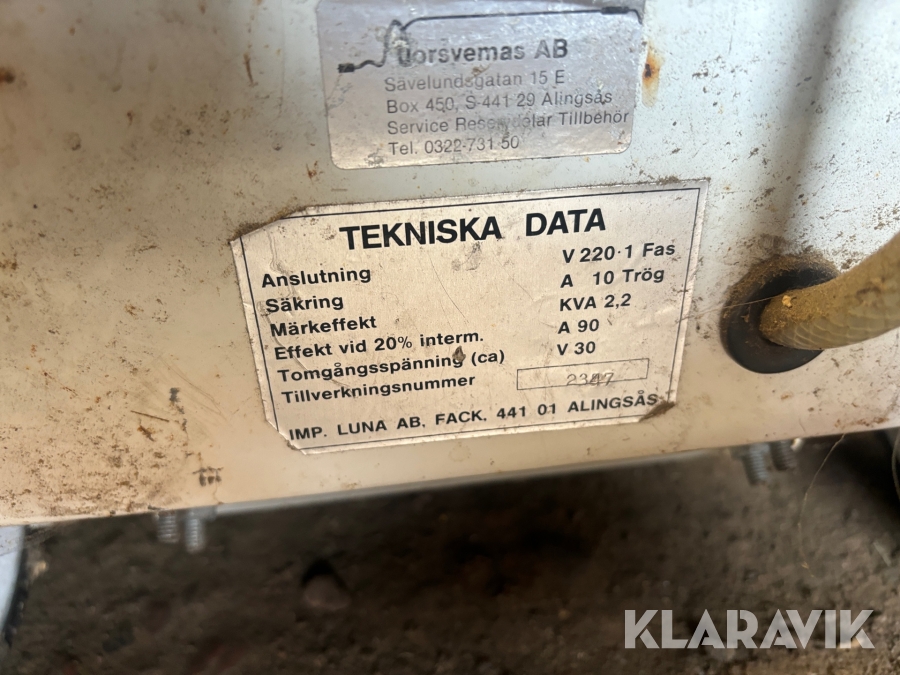 uorsvemas AB
Sävelundsgatan 15 E
Box 450, S-441 29 Alingsås
Service Reservdelar Tillbehör
Tel. 0322-731 50
TEKNISKA DATA
Anslutning V 220·1 Fas
Säkring A 10 Trög
Märkeffekt KVA 2,2
Effekt vid 20% interm. A 90
Tomgångsspänning (ca) V 30
Tillverkningsnummer 2347
IMP. LUNA AB. FACK. 441 01 ALINGSÅS
KLARAVIK